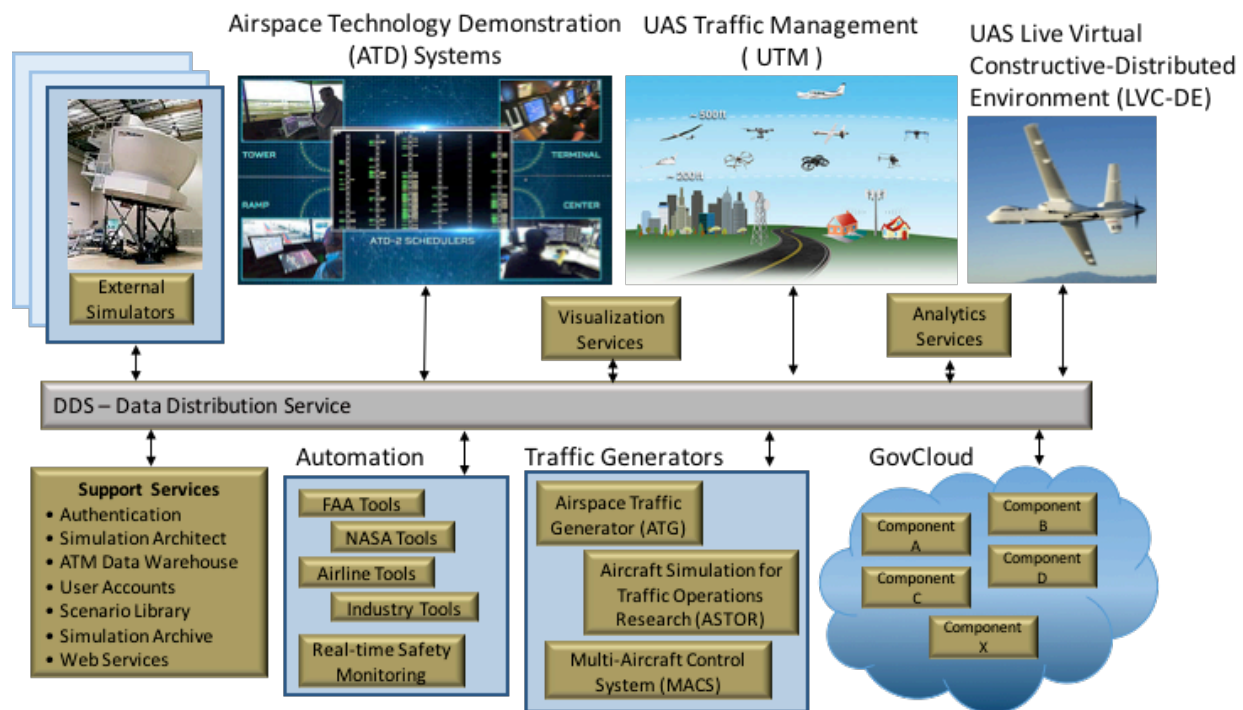 Airspace Technology Demonstration
(ATD) Systems
UAS Traffic Management
( UTM )
UAS Live Virtual
Constructive-Distributed
Environment (LVC-DE)
TOWER
TERMINAL
RAMP
CENTER
ATD-2 SCHEDULERS
~ 500ft
~ 200ft
External
Simulators
Visualization
Services
Analytics
Services
DDS – Data Distribution Service
Support Services
• Authentication
• Simulation Architect
• ATM Data Warehouse
• User Accounts
• Scenario Library
• Simulation Archive
• Web Services
Automation
FAA Tools
NASA Tools
Airline Tools
Industry Tools
Real-time Safety
Monitoring
Traffic Generators
Airspace Traffic
Generator (ATG)
Aircraft Simulation for
Traffic Operations
Research (ASTOR)
Multi-Aircraft Control
System (MACS)
GovCloud
Component
A
Component
B
Component
C
Component
D
Component
X